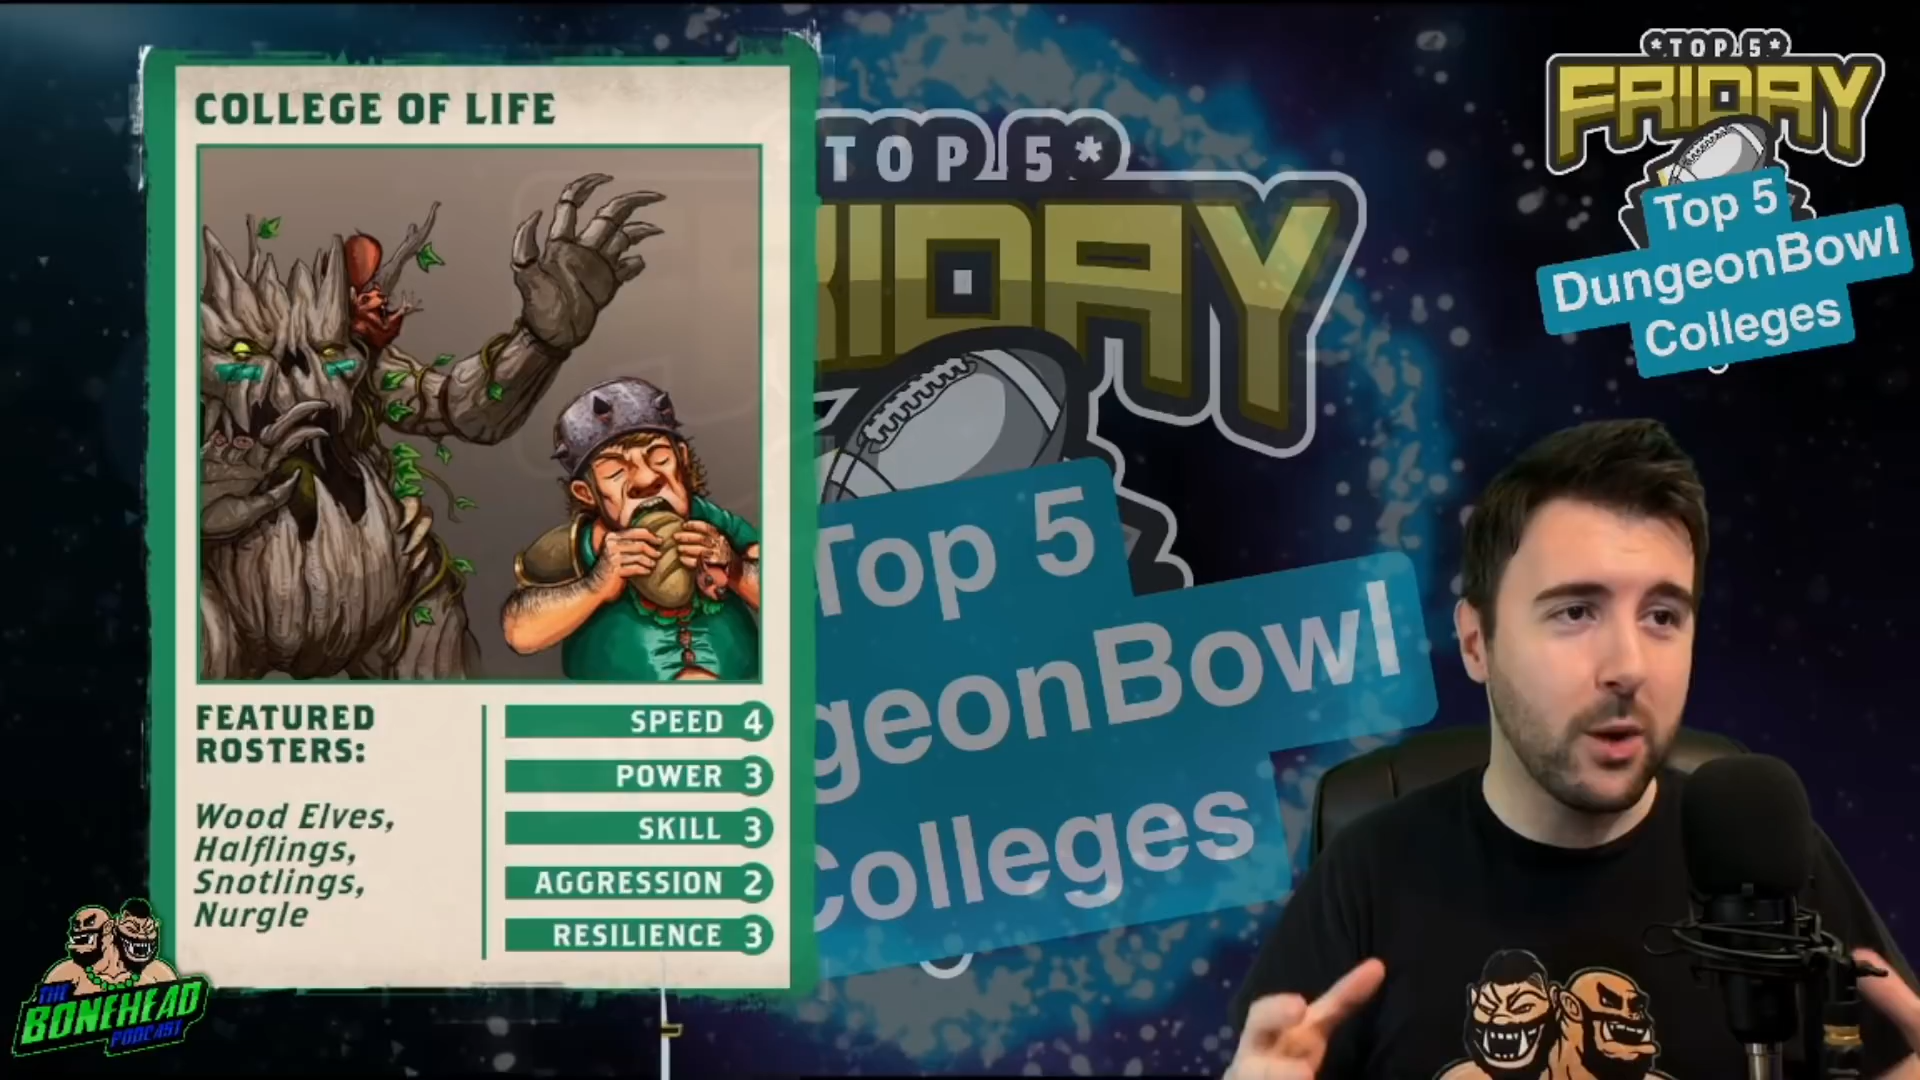 COLLEGE OF LIFE
FEATURED
ROSTERS:
Wood Elves,
Halflings,
Snotlings,
Nurgle
SPEED 4
POWER 3
SKILL 3
AGGRESSION 2
RESILIENCE 3
TOP 5*
RIDAY
Top 5
geonBowl
Colleges
*TOP 5*
FRIDAY
Top 5
DungeonBowl
Colleges
THE
BONEHEAD
PODCAST